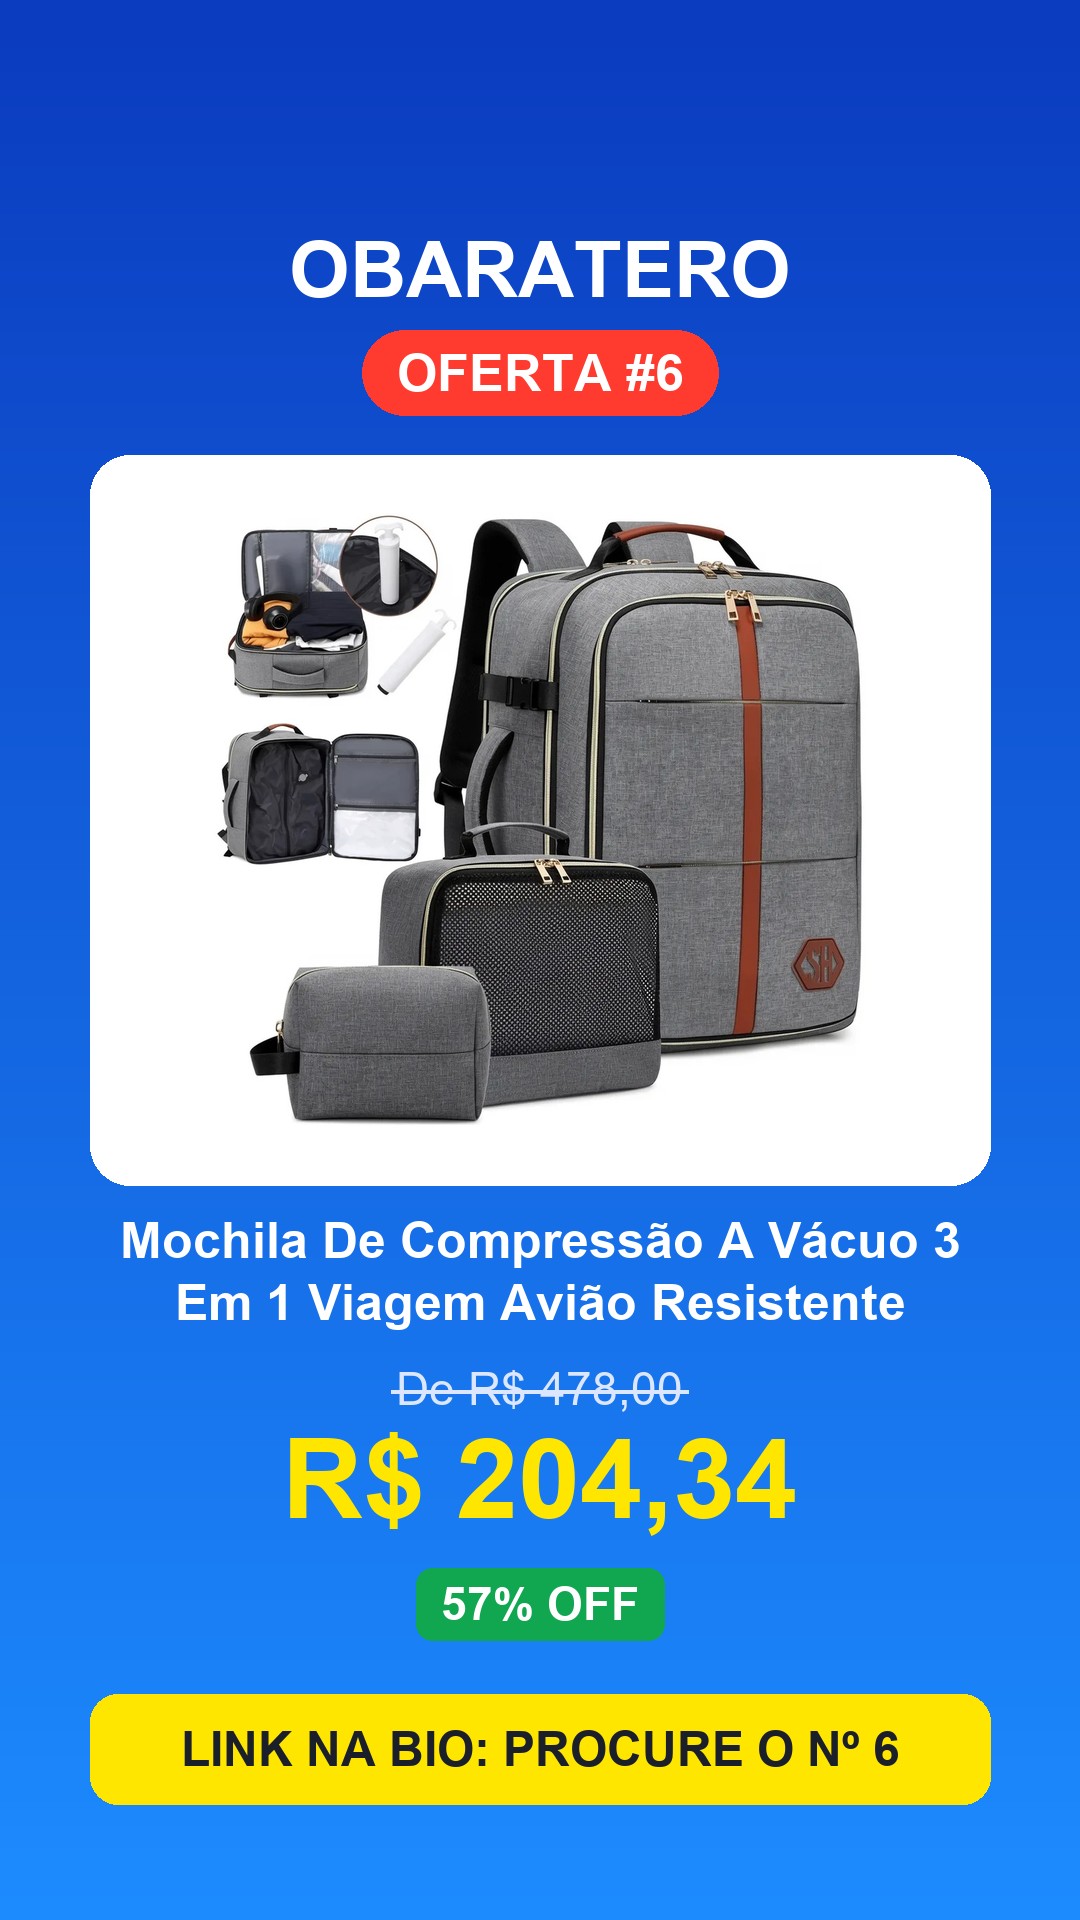 OBARATERO
OFERTA #6
SH
Mochila De Compressão A Vácuo 3
Em 1 Viagem Avião Resistente
De R$ 478,00
R$ 204,34
57% OFF
LINK NA BIO: PROCURE O Nº 6